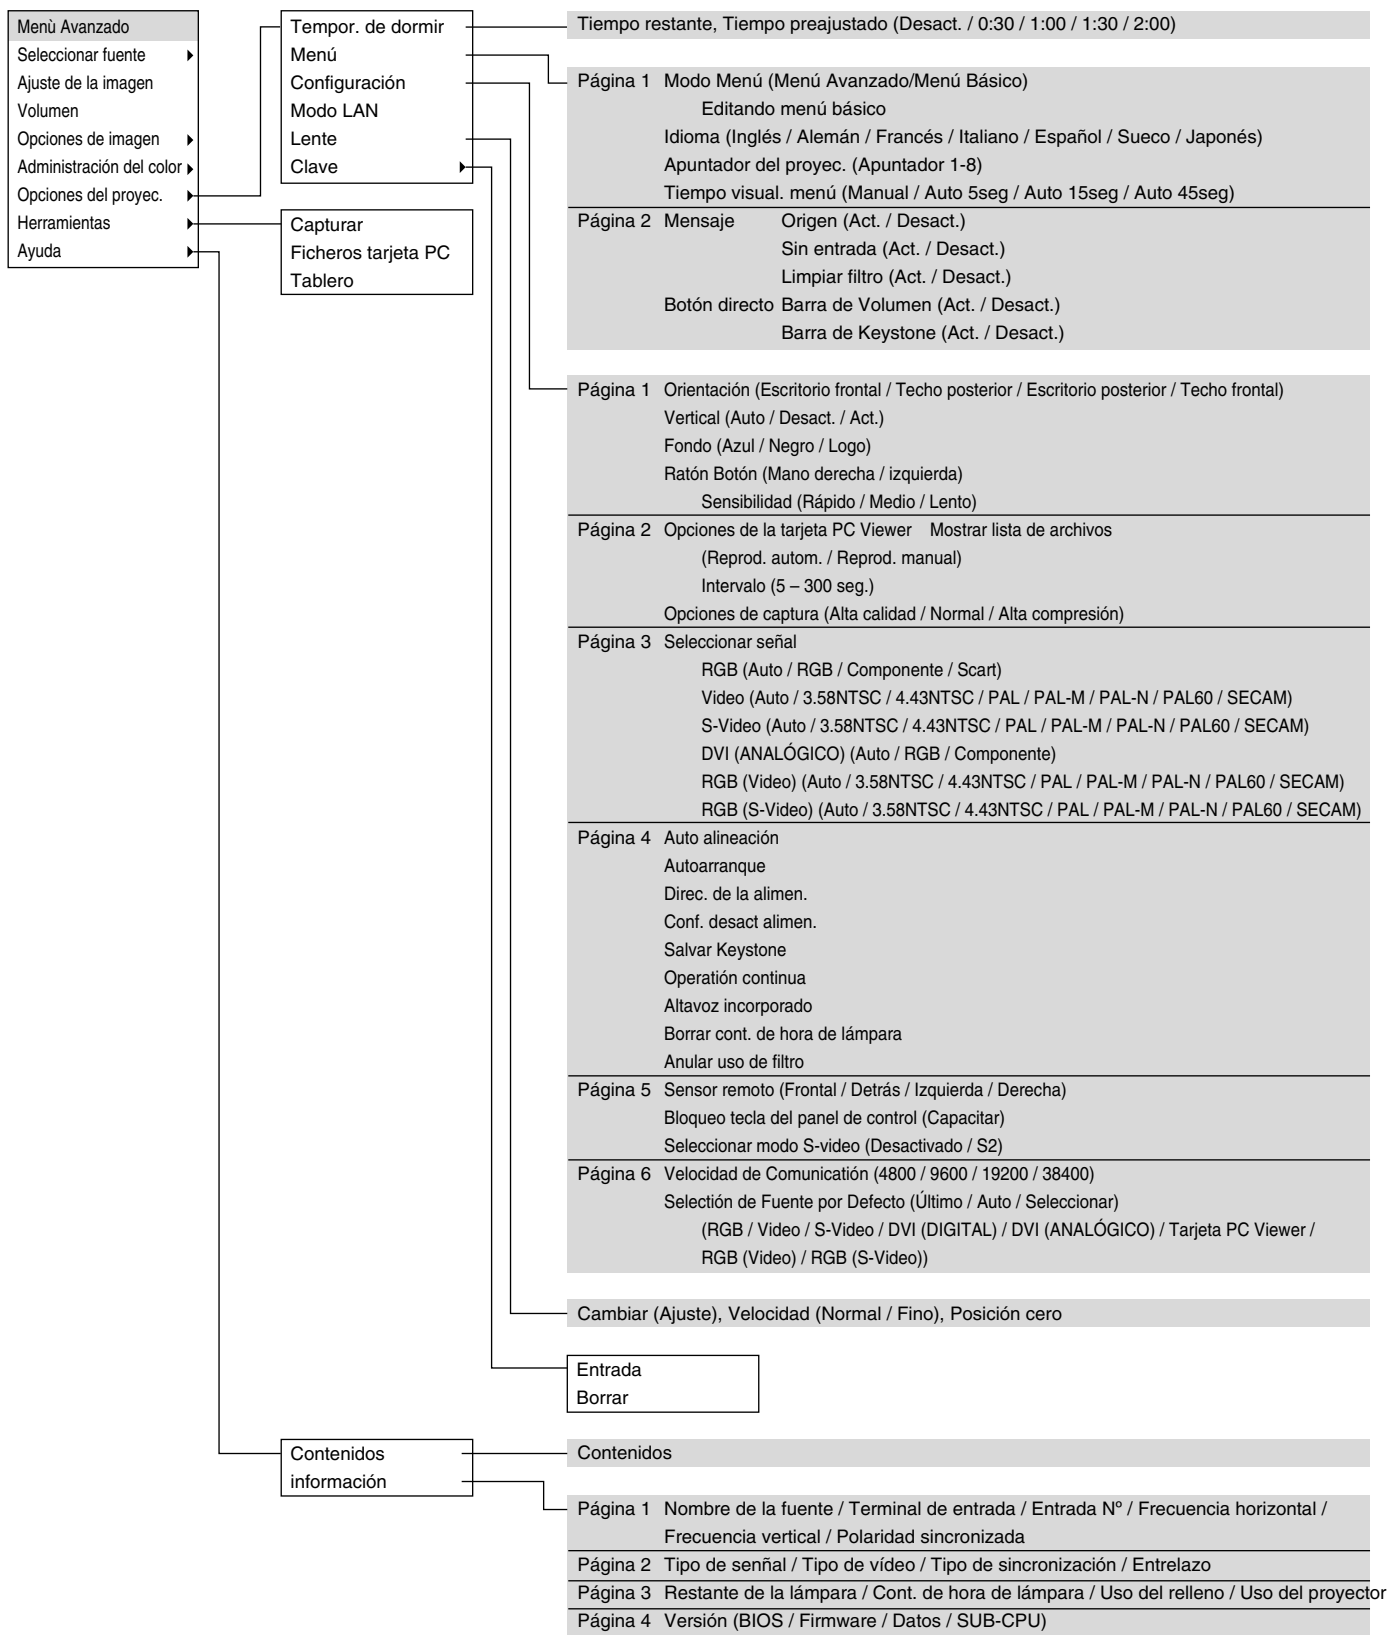 Menù Avanzado
Seleccionar fuente
Ajuste de la imagen
Volumen
Opciones de imagen
Administración del color
Opciones del proyec.
Herramientas
Ayuda
Tempor. de dormir
Menú
Configuración
Modo LAN
Lente
Clave
Capturar
Ficheros tarjeta PC
Tablero
Tiempo restante, Tiempo preajustado (Desact. / 0:30 / 1:00 / 1:30 / 2:00)
Página 1 Modo Menú (Menú Avanzado/Menú Básico)
Editando menú básico
Idioma (Inglés / Alemán / Francés / Italiano / Español / Sueco / Japonés)
Apuntador del proyec. (Apuntador 1-8)
Tiempo visual. menú (Manual / Auto 5seg / Auto 15seg / Auto 45seg)
Página 2 Mensaje Origen (Act. / Desact.)
Sin entrada (Act. / Desact.)
Limpiar filtro (Act. / Desact.)
Botón directo Barra de Volumen (Act. / Desact.)
Barra de Keystone (Act. / Desact.)
Página 1 Orientación (Escritorio frontal / Techo posterior / Escritorio posterior / Techo frontal)
Vertical (Auto / Desact. / Act.)
Fondo (Azul / Negro / Logo)
Ratón Botón (Mano derecha / izquierda)
Sensibilidad (Rápido / Medio / Lento)
Página 2 Opciones de la tarjeta PC Viewer Mostrar lista de archivos
(Reprod. autom. / Reprod. manual)
Intervalo (5 – 300 seg.)
Opciones de captura (Alta calidad / Normal / Alta compresión)
Página 3 Seleccionar señal
RGB (Auto / RGB / Componente / Scart)
Video (Auto / 3.58NTSC / 4.43NTSC / PAL / PAL-M / PAL-N / PAL60 / SECAM)
S-Video (Auto / 3.58NTSC / 4.43NTSC / PAL / PAL-M / PAL-N / PAL60 / SECAM)
DVI (ANALÓGICO) (Auto / RGB / Componente)
RGB (Video) (Auto / 3.58NTSC / 4.43NTSC / PAL / PAL-M / PAL-N / PAL60 / SECAM)
RGB (S-Video) (Auto / 3.58NTSC / 4.43NTSC / PAL / PAL-M / PAL-N / PAL60 / SECAM)
Página 4 Auto alineación
Autoarranque
Direc. de la alimen.
Conf. desact alimen.
Salvar Keystone
Operatión continua
Altavoz incorporado
Borrar cont. de hora de lámpara
Anular uso de filtro
Página 5 Sensor remoto (Frontal / Detrás / Izquierda / Derecha)
Bloqueo tecla del panel de control (Capacitar)
Seleccionar modo S-video (Desactivado / S2)
Página 6 Velocidad de Comunicatión (4800 / 9600 / 19200 / 38400)
Selectión de Fuente por Defecto (Último / Auto / Seleccionar)
(RGB / Video / S-Video / DVI (DIGITAL) / DVI (ANALÓGICO) / Tarjeta PC Viewer /
RGB (Video) / RGB (S-Video))
Cambiar (Ajuste), Velocidad (Normal / Fino), Posición cero
Entrada
Borrar
Contenidos
información
Contenidos
Página 1 Nombre de la fuente / Terminal de entrada / Entrada Nº / Frecuencia horizontal /
Frecuencia vertical / Polaridad sincronizada
Página 2 Tipo de senñal / Tipo de vídeo / Tipo de sincronización / Entrelazo
Página 3 Restante de la lámpara / Cont. de hora de lámpara / Uso del relleno / Uso del proyector
Página 4 Versión (BIOS / Firmware / Datos / SUB-CPU)